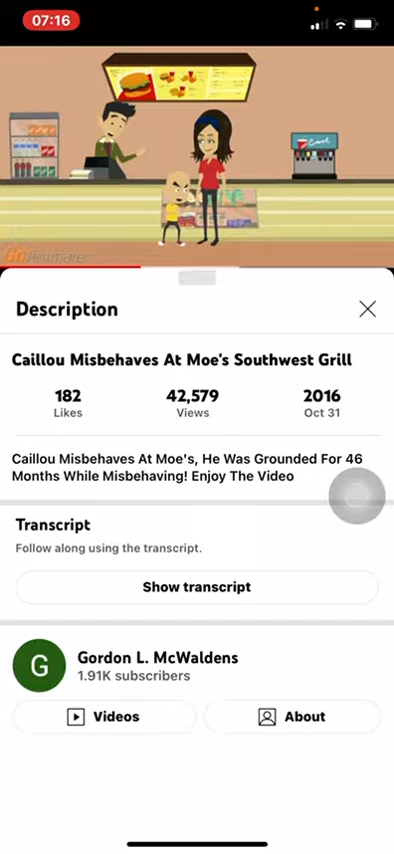 07:16
GoAnimate
Description
Caillou Misbehaves At Moe's Southwest Grill
182
Likes
42,579
Views
2016
Oct 31
Caillou Misbehaves At Moe's, He Was Grounded For 46
Months While Misbehaving! Enjoy The Video
Transcript
Follow along using the transcript.
Show transcript
G
Gordon L. McWaldens
1.91K subscribers
Videos
About